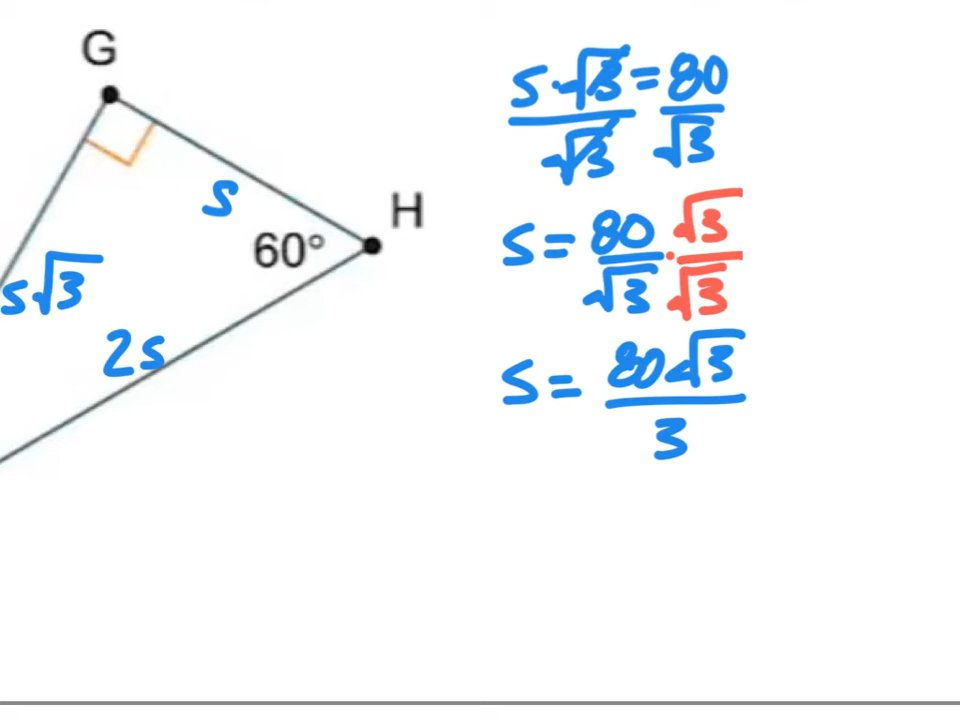 G
s·√3 = 80
√3 √3
s
H
60°
s = 80/√3 · √3/√3
s√3
2s
s = 80√3
3